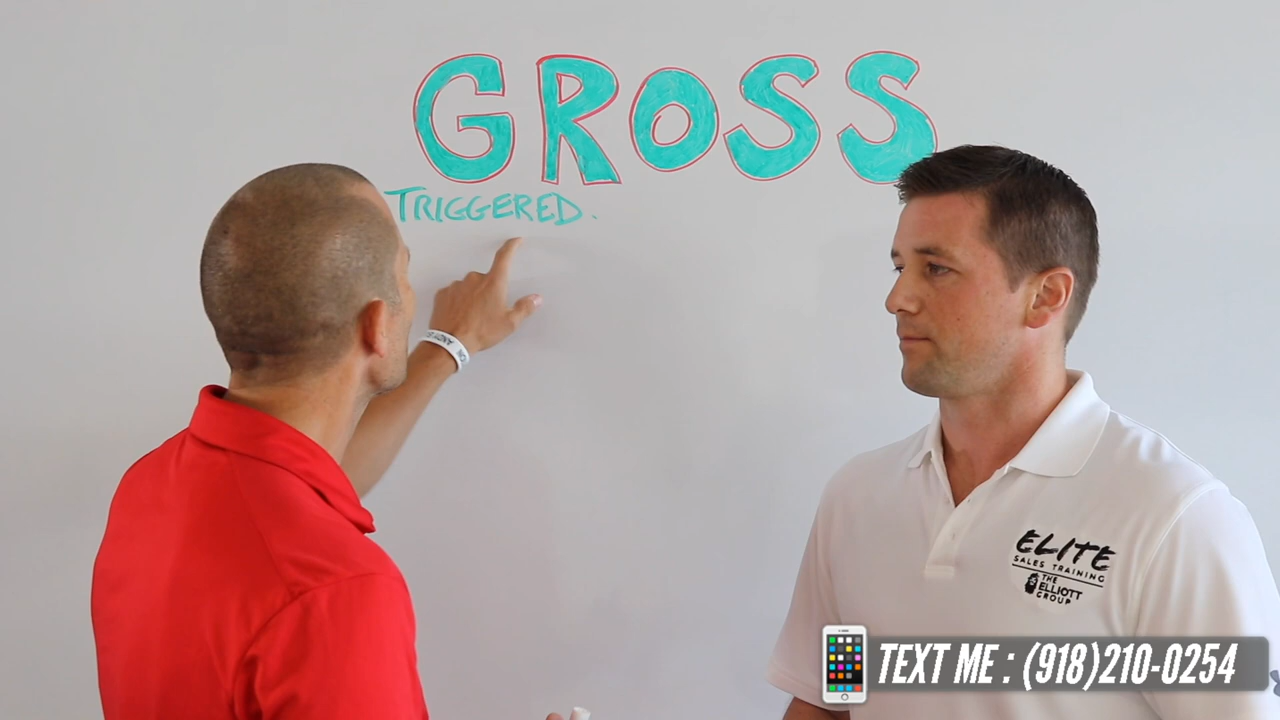 GROSS
TRIGGERED.
ELITE
SALES TRAINING
THE
ELLIOTT
GROUP
TEXT ME : (918)210-0254